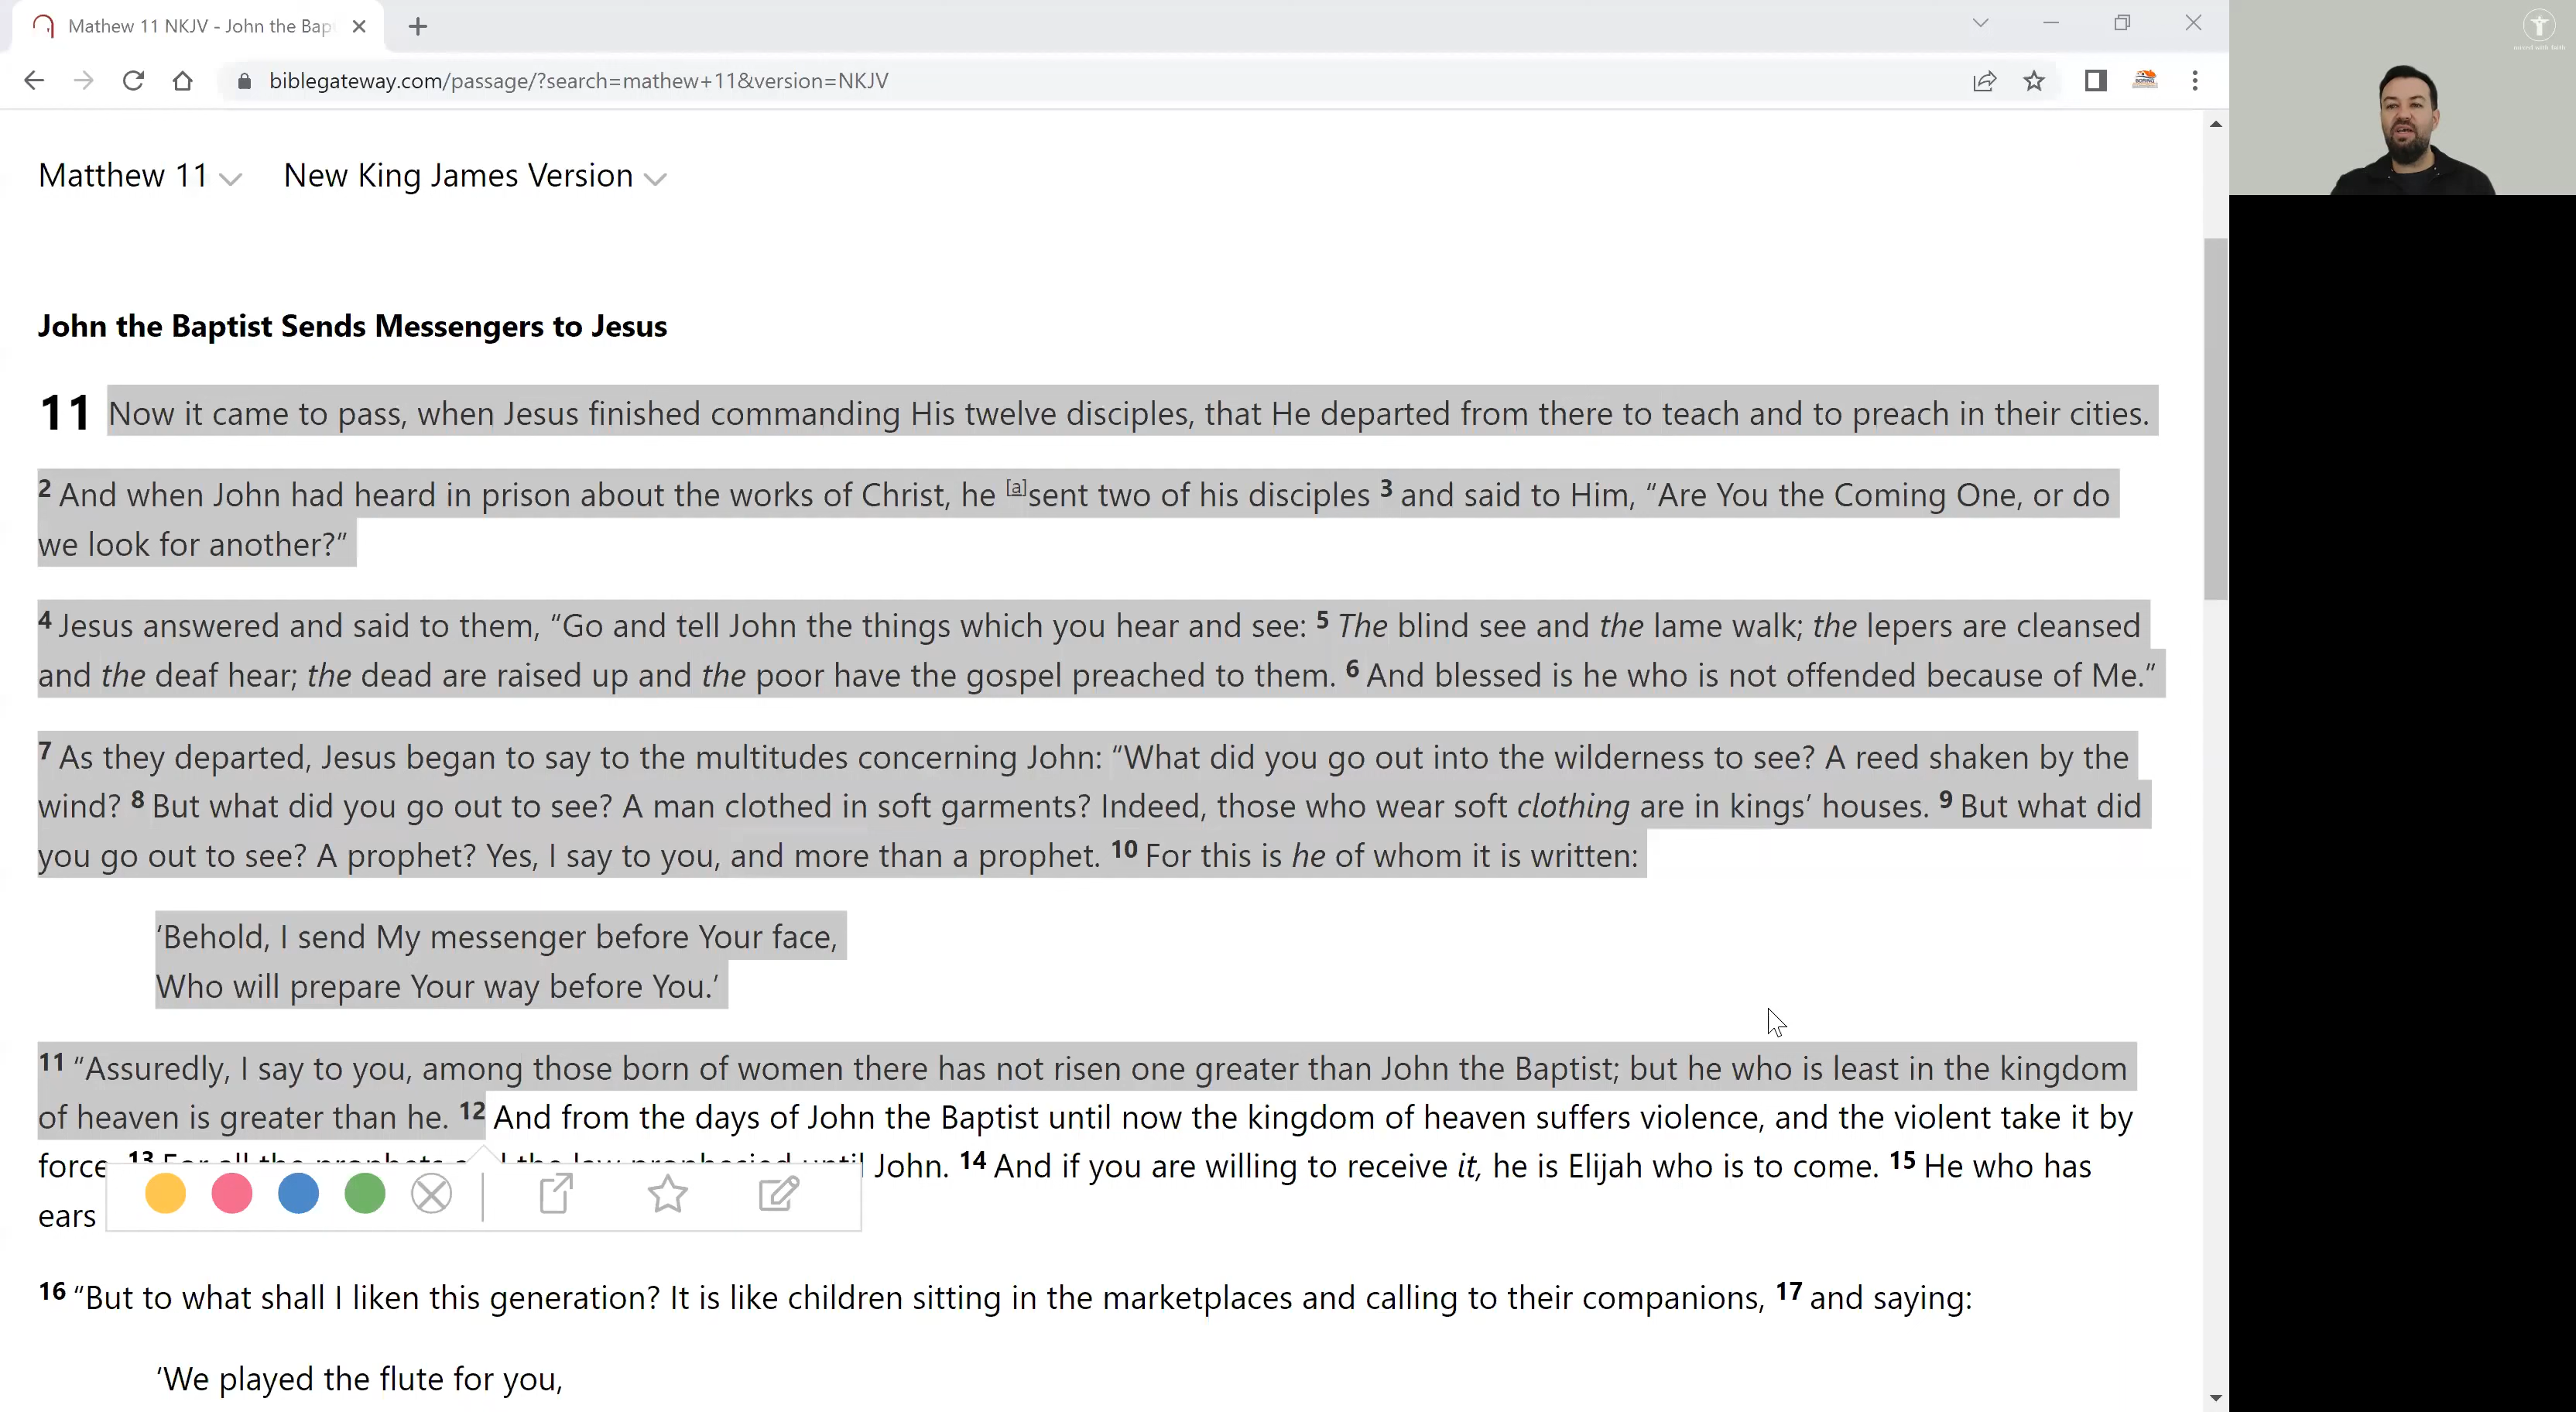 Mathew 11 NKJV - John the Bap
biblegateway.com/passage/?search=mathew+11&version=NKJV
Matthew 11 New King James Version
John the Baptist Sends Messengers to Jesus
11 Now it came to pass, when Jesus finished commanding His twelve disciples, that He departed from there to teach and to preach in their cities.
2 And when John had heard in prison about the works of Christ, he [a]sent two of his disciples 3 and said to Him, “Are You the Coming One, or do
we look for another?”
4 Jesus answered and said to them, “Go and tell John the things which you hear and see: 5 The blind see and the lame walk; the lepers are cleansed
and the deaf hear; the dead are raised up and the poor have the gospel preached to them. 6 And blessed is he who is not offended because of Me.”
7 As they departed, Jesus began to say to the multitudes concerning John: “What did you go out into the wilderness to see? A reed shaken by the
wind? 8 But what did you go out to see? A man clothed in soft garments? Indeed, those who wear soft clothing are in kings’ houses. 9 But what did
you go out to see? A prophet? Yes, I say to you, and more than a prophet. 10 For this is he of whom it is written:
‘Behold, I send My messenger before Your face,
Who will prepare Your way before You.’
11 “Assuredly, I say to you, among those born of women there has not risen one greater than John the Baptist; but he who is least in the kingdom
of heaven is greater than he. 12 And from the days of John the Baptist until now the kingdom of heaven suffers violence, and the violent take it by
force 13 For all the prophets the law prophesied until John. 14 And if you are willing to receive it, he is Elijah who is to come. 15 He who has
ears
16 “But to what shall I liken this generation? It is like children sitting in the marketplaces and calling to their companions, 17 and saying:
‘We played the flute for you,